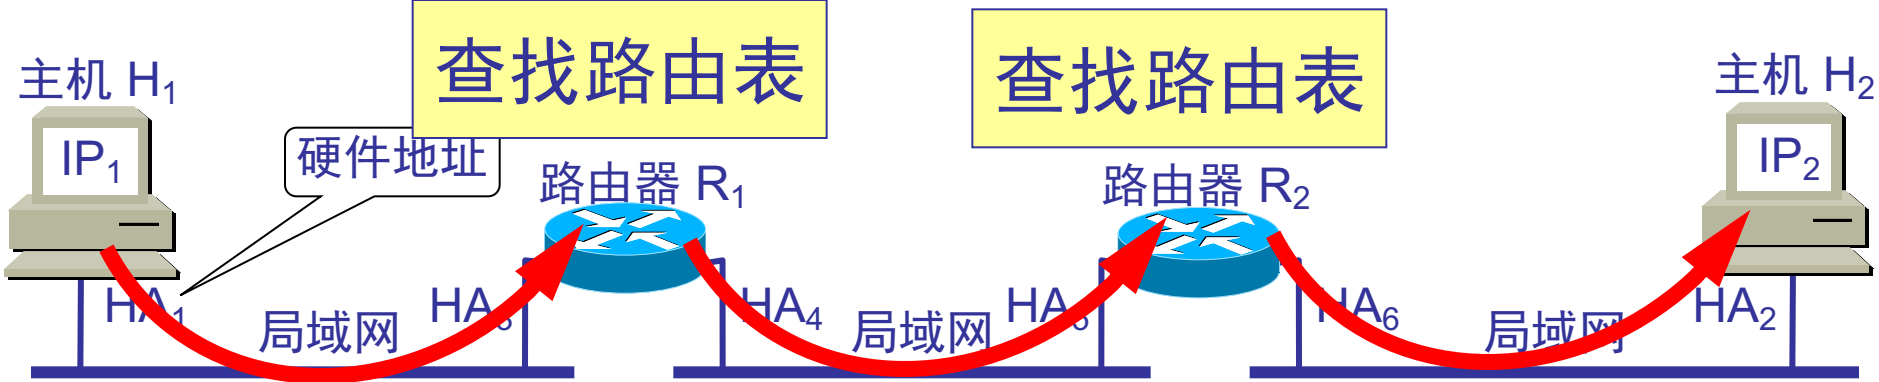 查找路由表
查找路由表
主机 H1
主机 H2
IP1
硬件地址
IP2
路由器 R1
路由器 R2
HA1
HA3
HA4
HA5
HA6
HA2
局域网
局域网
局域网